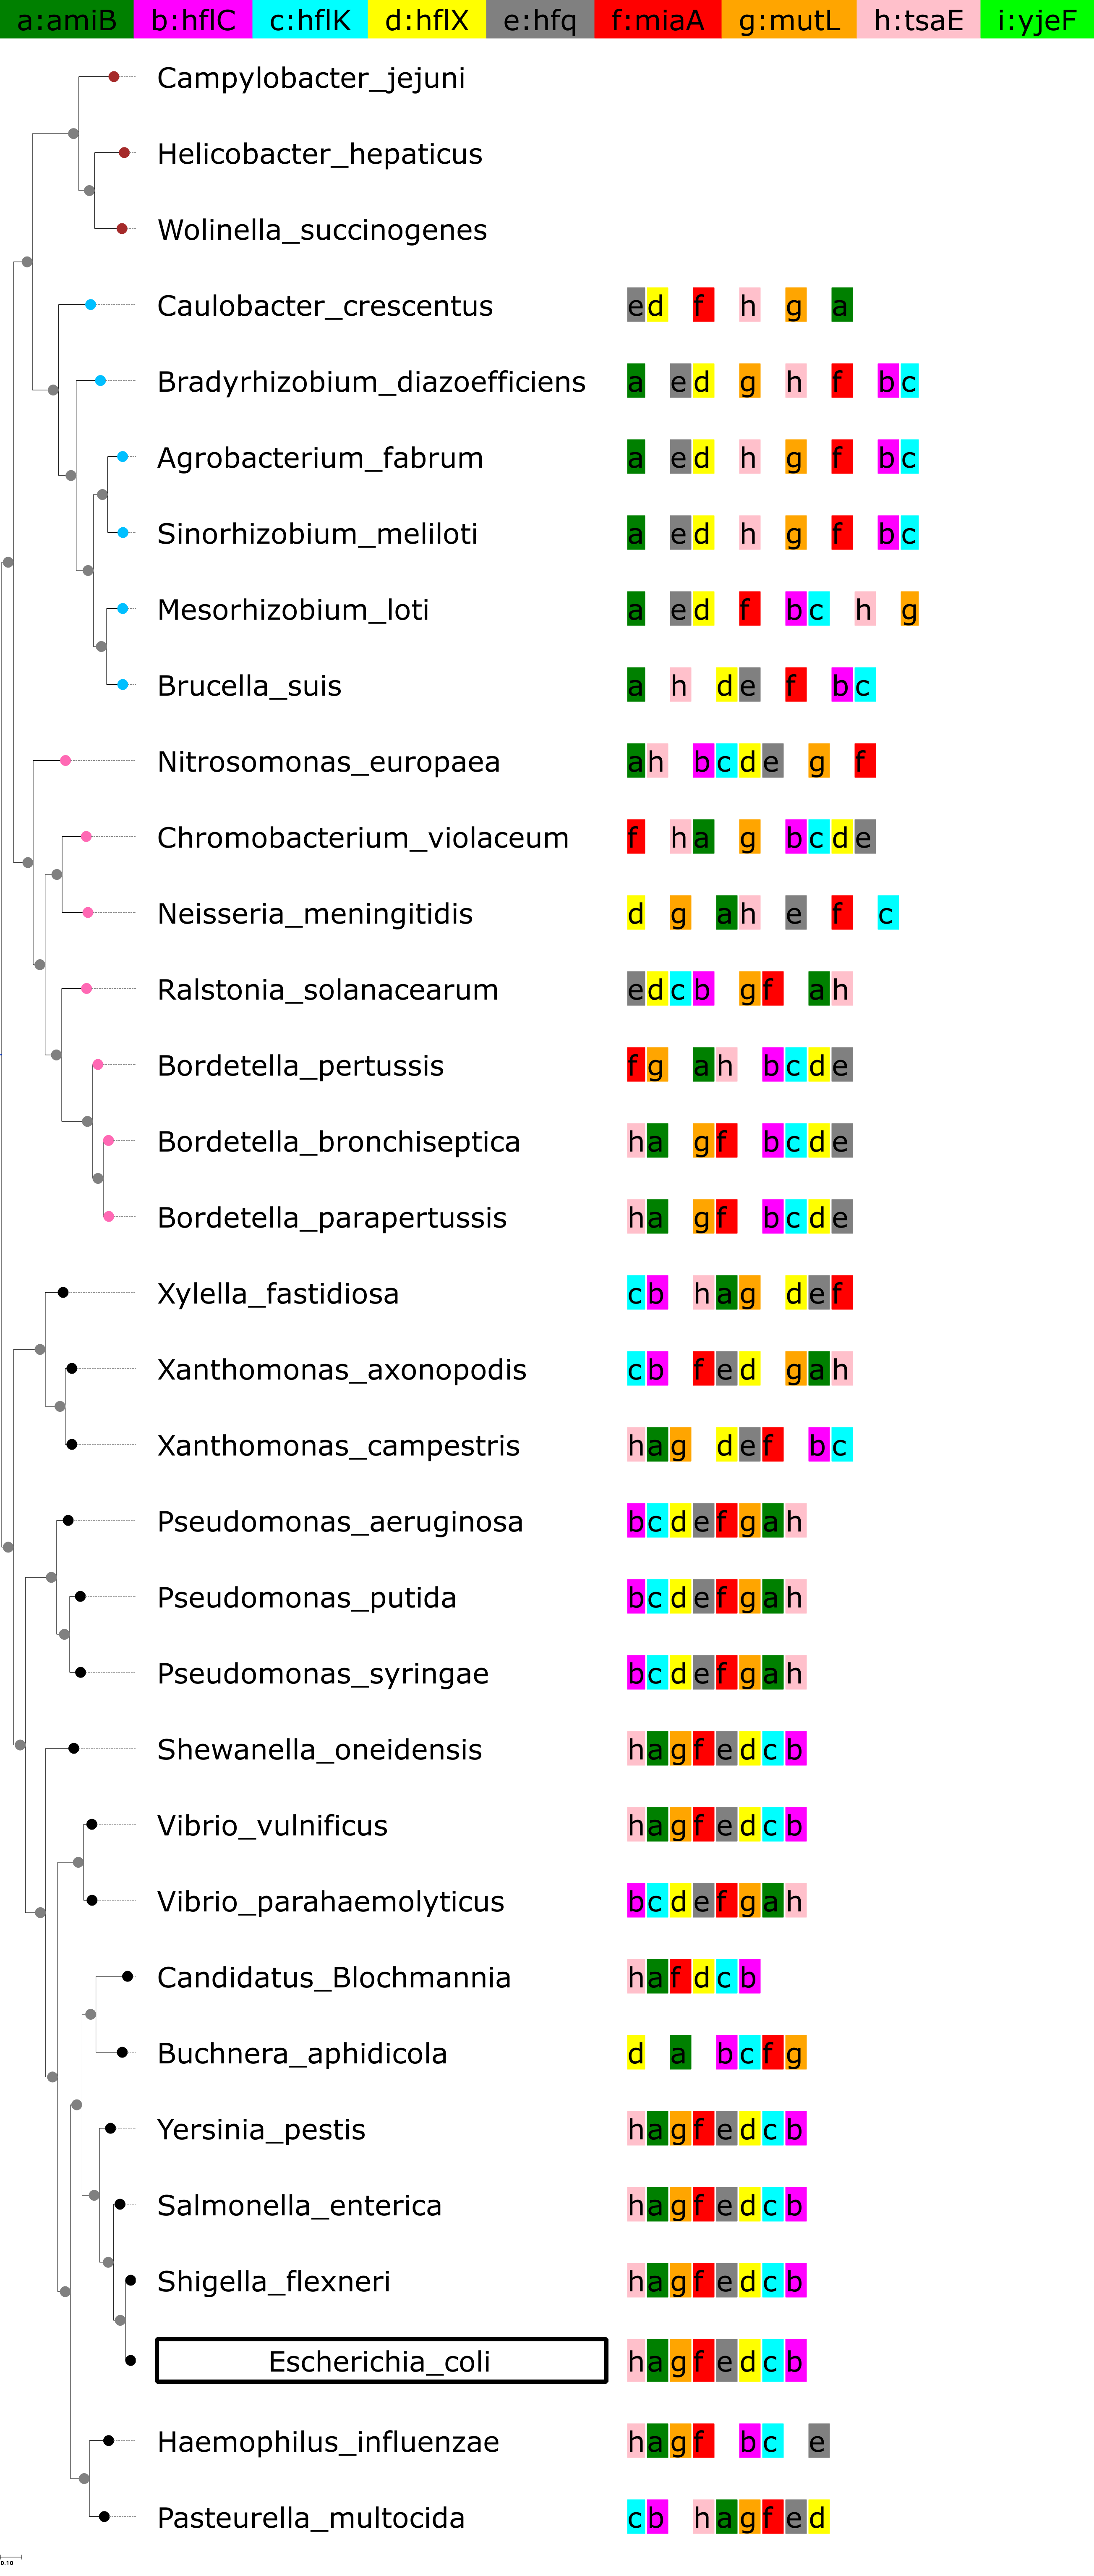 a:amiB b:hflC c:hflK d:hflX e:hfq f:miaA g:mutL h:tsaE i:yjeF
Campylobacter_jejuni
Helicobacter_hepaticus
Wolinella_succinogenes
Caulobacter_crescentus ed f h g a
Bradyrhizobium_diazoefficiens a ed g h f bc
Agrobacterium_fabrum a ed h g f bc
Sinorhizobium_meliloti a ed h g f bc
Mesorhizobium_loti a ed f bc h g
Brucella_suis a h de f bc
Nitrosomonas_europaea ah bcde g f
Chromobacterium_violaceum f ha g bcde
Neisseria_meningitidis d g ah e f c
Ralstonia_solanacearum edcb gf ah
Bordetella_pertussis fg ah bcde
Bordetella_bronchiseptica ha gf bcde
Bordetella_parapertussis ha gf bcde
Xylella_fastidiosa cb hag def
Xanthomonas_axonopodis cb fed gah
Xanthomonas_campestris hag def bc
Pseudomonas_aeruginosa bcdefgah
Pseudomonas_putida bcdefgah
Pseudomonas_syringae bcdefgah
Shewanella_oneidensis hagfedcb
Vibrio_vulnificus hagfedcb
Vibrio_parahaemolyticus bcdefgah
Candidatus_Blochmannia hafdcb
Buchnera_aphidicola d a bcfg
Yersinia_pestis hagfedcb
Salmonella_enterica hagfedcb
Shigella_flexneri hagfedcb
Escherichia_coli hagfedcb
Haemophilus_influenzae hagf bc e
Pasteurella_multocida cb hagfed
0.10